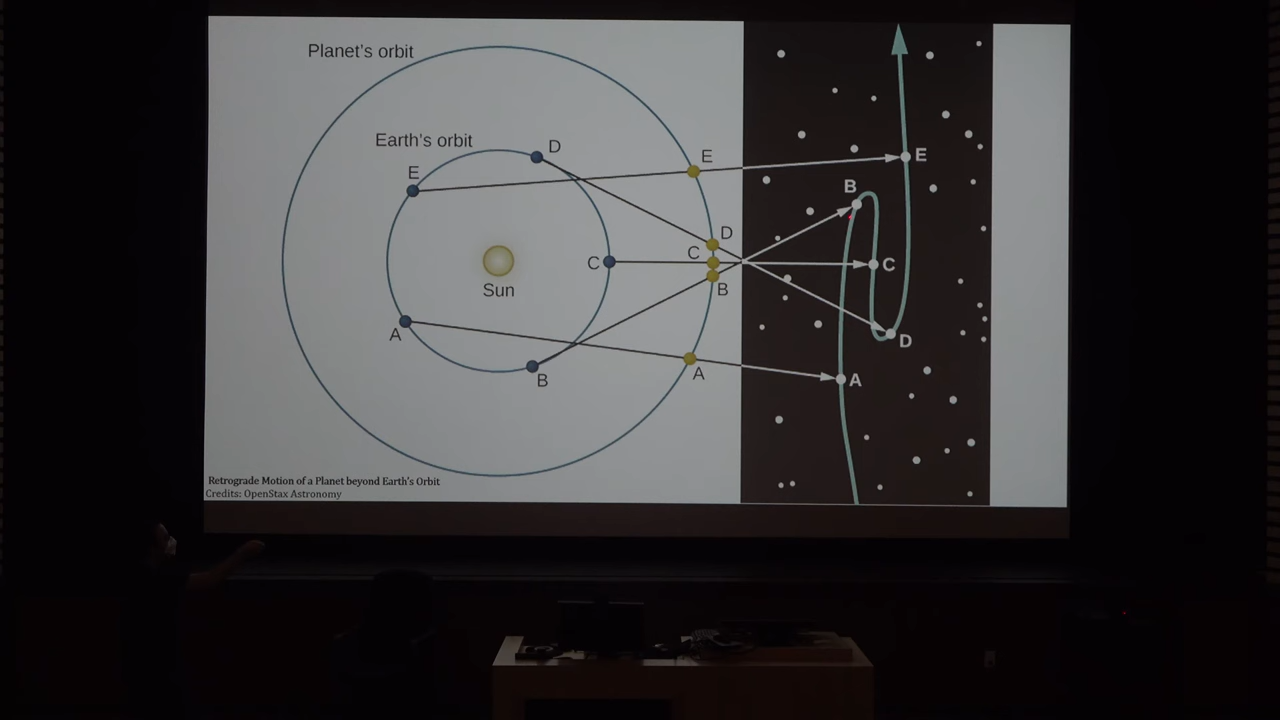 Planet's orbit
Earth's orbit
D
E
E
E
B
D
C
C
C
Sun
B
A
D
A
B
A
Retrograde Motion of a Planet beyond Earth's Orbit
Credits: OpenStax Astronomy